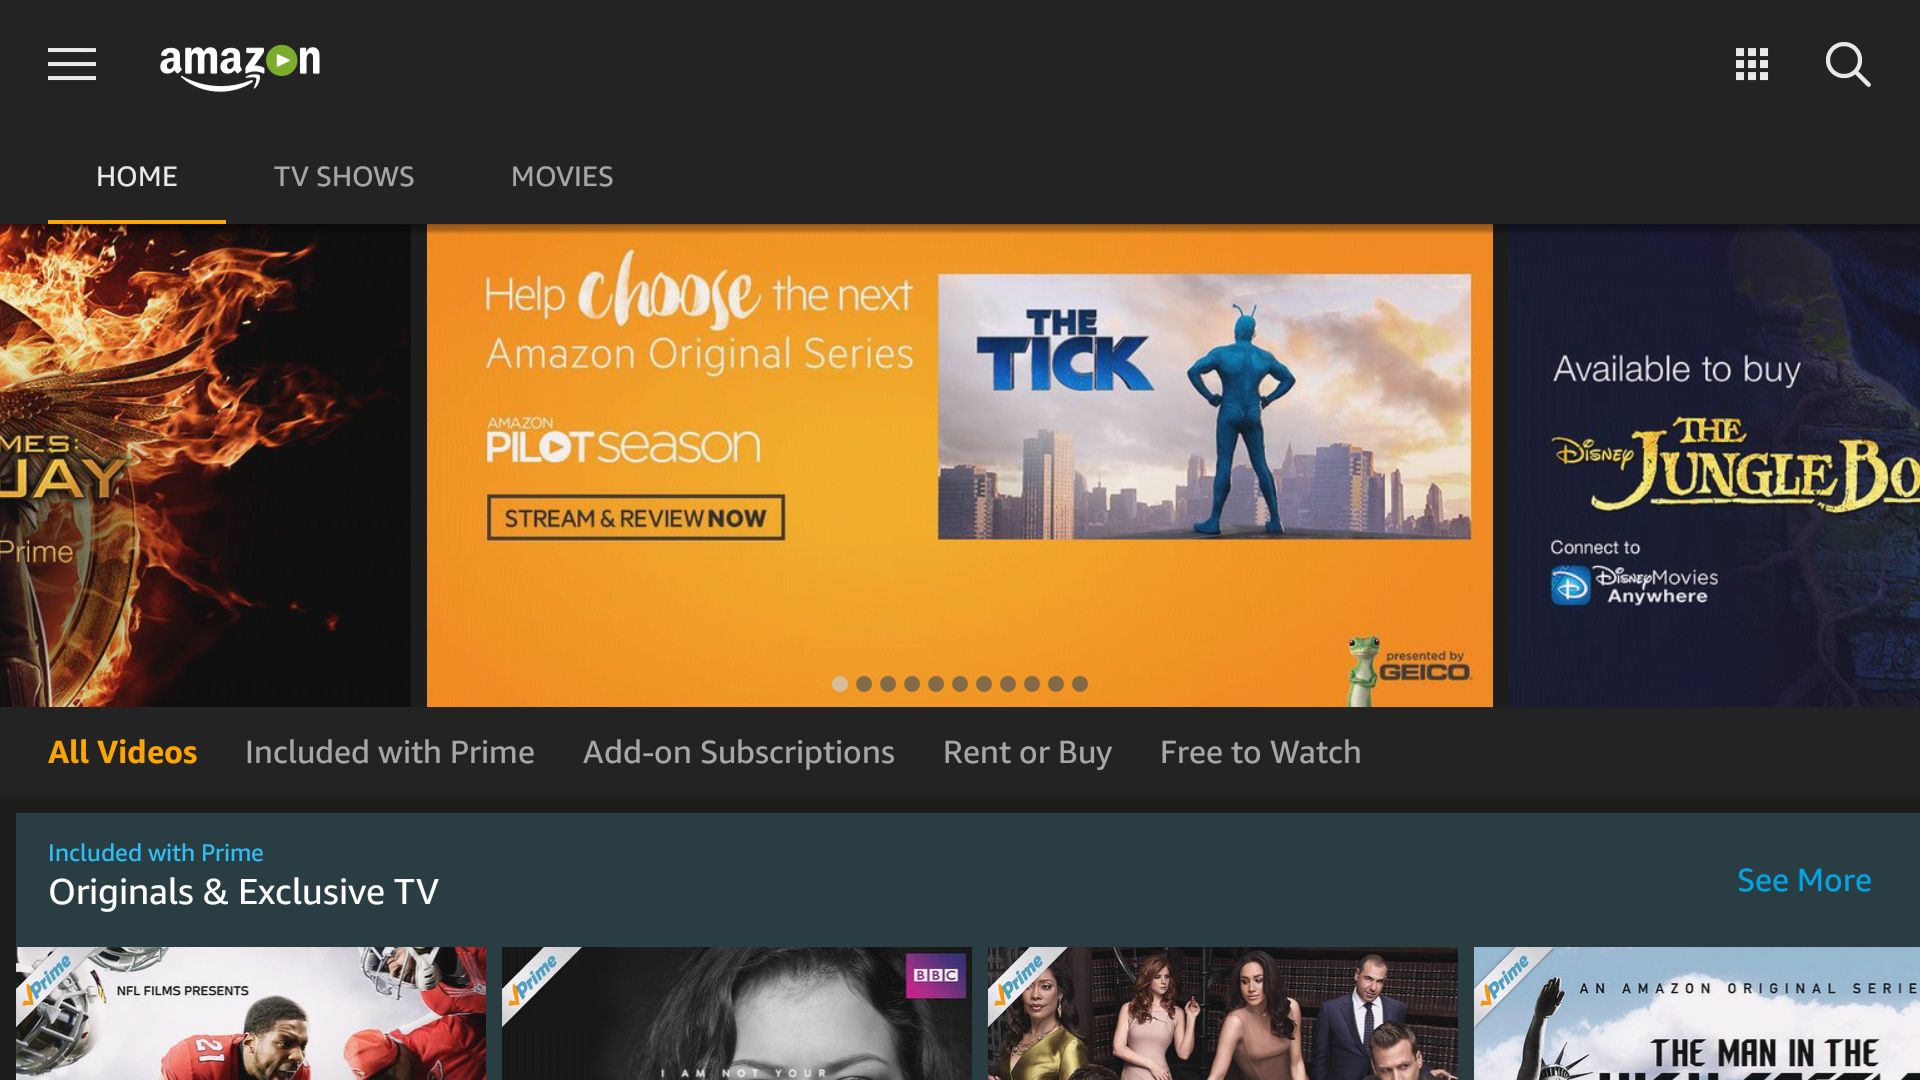 amazon
HOME TV SHOWS MOVIES
MES:
JAY
Prime
Help choose the next
Amazon Original Series
AMAZON
PILOT SEASON
STREAM & REVIEW NOW
THE
TICK
presented by
GEICO
Available to buy
Disney
THE
JUNGLE BO
Connect to
Disney Movies
Anywhere
All Videos Included with Prime Add-on Subscriptions Rent or Buy Free to Watch
Included with Prime
Originals & Exclusive TV
See More
Prime
NFL FILMS PRESENTS
21
Prime
BBC
I AM NOT YOUR
Prime
Prime
AN AMAZON ORIGINAL SERIE
THE MAN IN THE